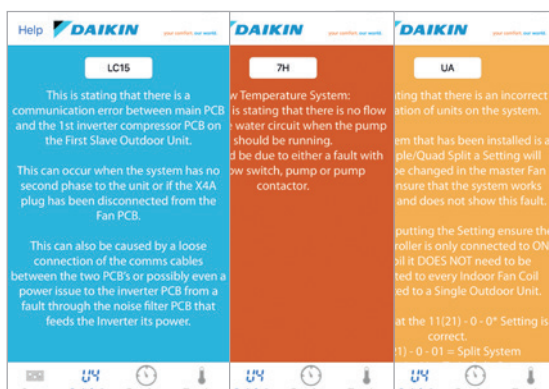 Help DAIKIN your comfort. our world.
LC15
This is stating that there is a
communication error between main PCB
and the 1st inverter compressor PCB on
the First Slave Outdoor Unit.
This can occur when the system has no
second phase to the unit or if the X4A
plug has been disconnected from the
Fan PCB.
This can also be caused by a loose
connection of the comms cables
between the two PCB's or possibly even a
power issue to the inverter PCB from a
fault through the noise filter PCB that
feeds the Inverter its power.
U4
DAIKIN your comfort. our world.
7H
w Temperature System:
is stating that there is no flow
water circuit when the pump
should be running.
d be due to either a fault with
ow switch, pump or pump
contactor.
U4
DAIKIN your comfort. our world.
UA
ting that there is an incorrect
ation of units on the system.
em that has been installed is a
ple/Quad Split a Setting will
be changed in the master Fan
ensure that the system works
and does not show this fault.
putting the Setting ensure the
roller is only connected to ON
oil it DOES NOT need to be
ted to every Indoor Fan Coil
ed to a Single Outdoor Unit.
at the 11(21) - 0 - 0* Setting is
correct.
1) - 0 - 01 = Split System
U4